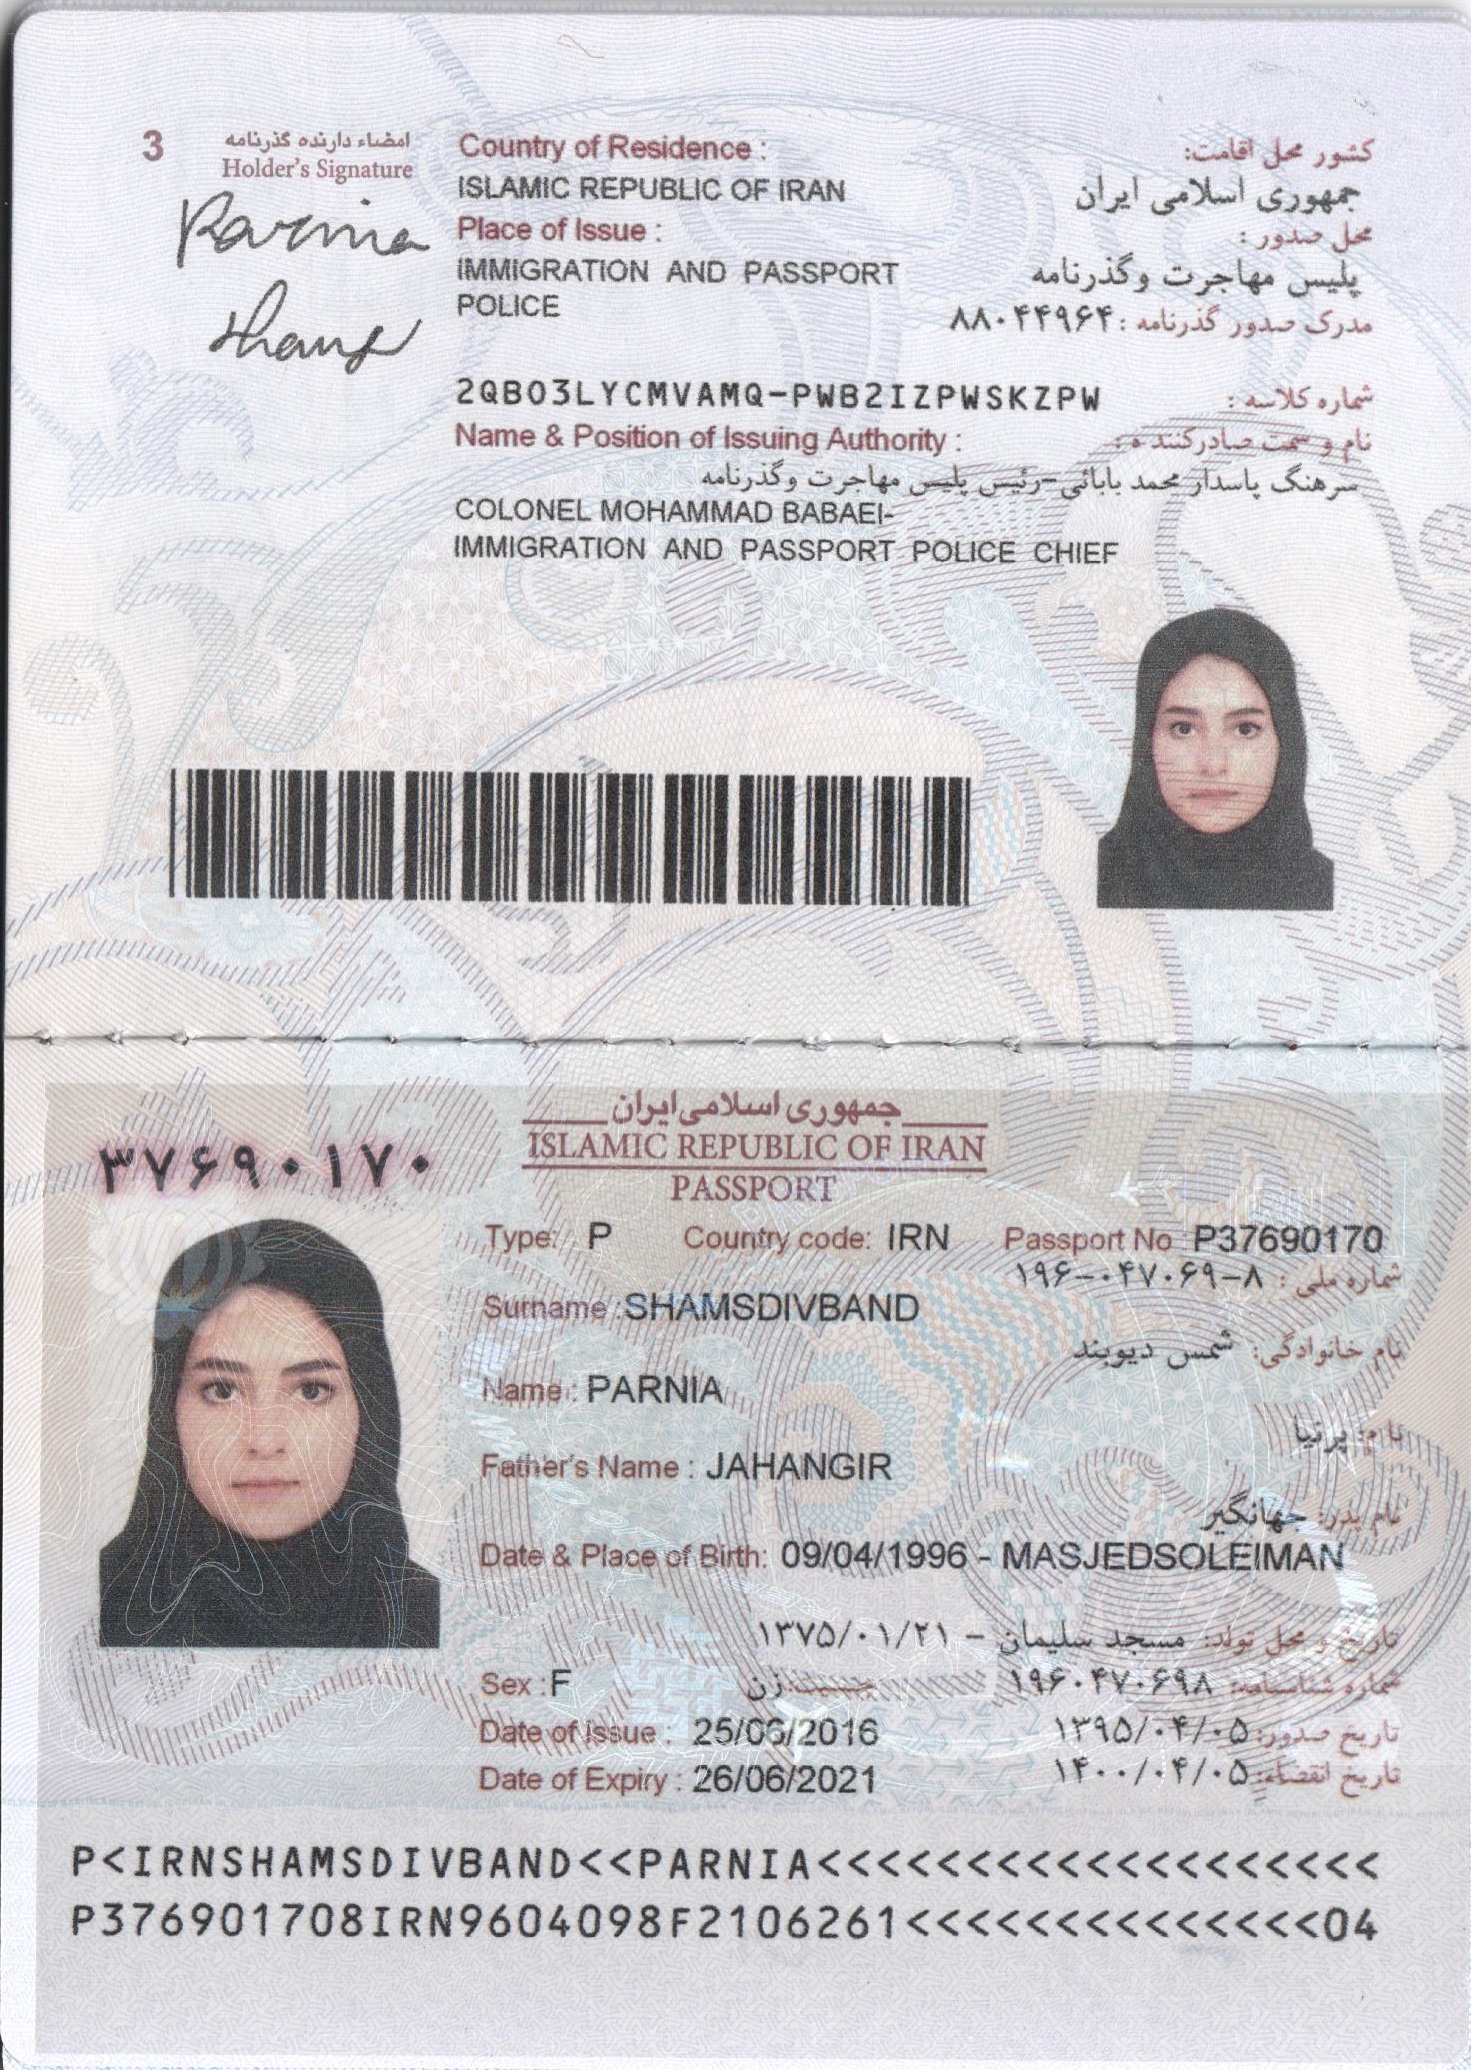 3
امضاء دارنده گذرنامه
Holder's Signature
Parnia
Shams
Country of Residence :
کشور محل اقامت:
ISLAMIC REPUBLIC OF IRAN
جمهوری اسلامی ایران
Place of Issue :
محل صدور :
IMMIGRATION AND PASSPORT
POLICE
پلیس مهاجرت وگذرنامه
مدرک صدور گذرنامه : ۸۸۰۴۴۹۶۴
2QBO3LYCMVAMQ-PWB2IZPWSKZPW
شماره کلاسه :
Name & Position of Issuing Authority :
نام و سمت صادرکننده :
سرهنگ پاسدار محمد بابائی-رئیس پلیس مهاجرت وگذرنامه
COLONEL MOHAMMAD BABAEI-
IMMIGRATION AND PASSPORT POLICE CHIEF
جمهوری اسلامی ایران
ISLAMIC REPUBLIC OF IRAN
PASSPORT
۳۷۶۹۰۱۷۰
Type: P Country code: IRN Passport No P37690170
شماره ملی : ۱۹۶-۰۴۷۰۶۹-۸
Surname : SHAMSDIVBAND
نام خانوادگی: شمس دیوبند
Name : PARNIA
نام: پرنیا
Father's Name : JAHANGIR
نام پدر: جهانگیر
Date & Place of Birth: 09/04/1996 - MASJEDSOLEIMAN
تاریخ و محل تولد: مسجد سلیمان - ۱۳۷۵/۰۱/۲۱
Sex : F
جنسیت: زن
شماره شناسنامه: ۱۹۶۰۴۷۰۶۹۸
Date of Issue : 25/06/2016
تاریخ صدور: ۱۳۹۵/۰۴/۰۵
Date of Expiry : 26/06/2021
تاریخ انقضاء: ۱۴۰۰/۰۴/۰۵
P<IRNSHAMSDIVBAND<<PARNIA<<<<<<<<<<<<<<<<<<<
P376901708IRN9604098F2106261<<<<<<<<<<<<<<04